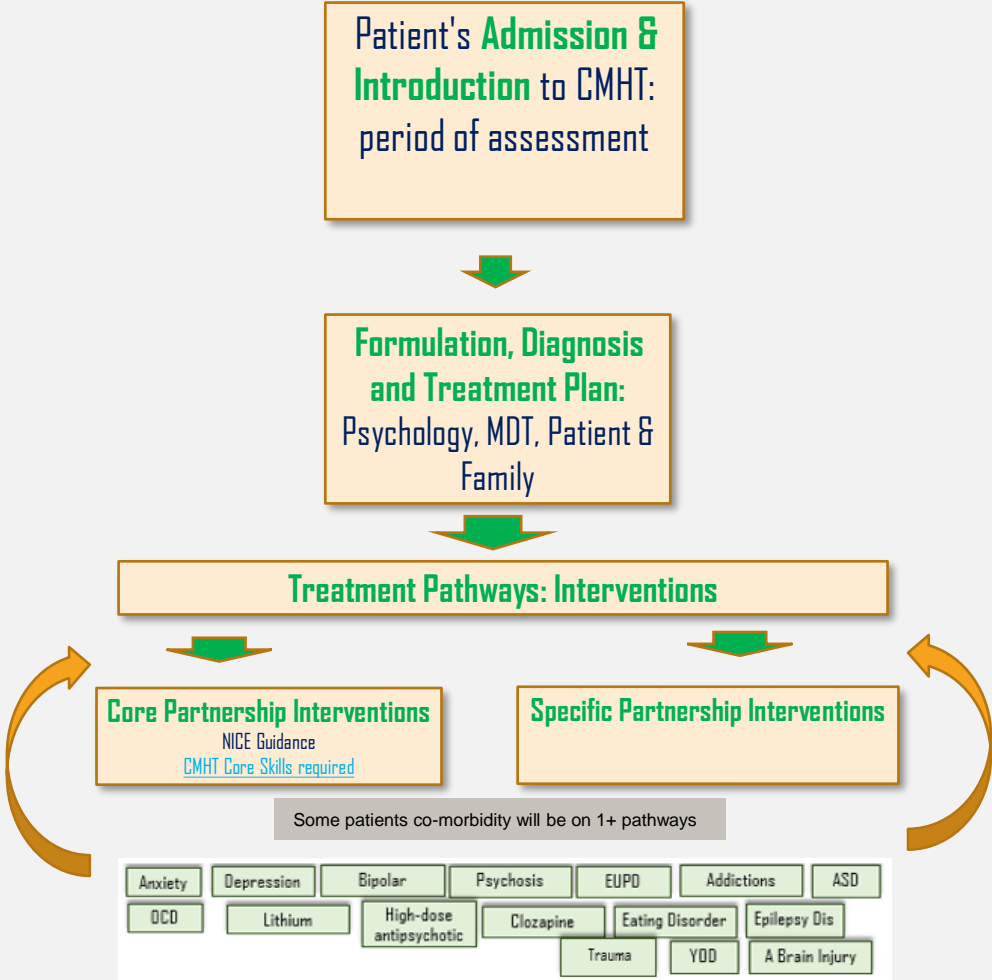 Patient's Admission &
Introduction to CMHT:
period of assessment
Formulation, Diagnosis
and Treatment Plan:
Psychology, MDT, Patient &
Family
Treatment Pathways: Interventions
Core Partnership Interventions
NICE Guidance
CMHT Core Skills required
Specific Partnership Interventions
Some patients co-morbidity will be on 1+ pathways
Anxiety
Depression
Bipolar
Psychosis
EUPD
Addictions
ASD
OCD
Lithium
High-dose
antipsychotic
Clozapine
Eating Disorder
Epilepsy Dis
Trauma
YOD
A Brain Injury